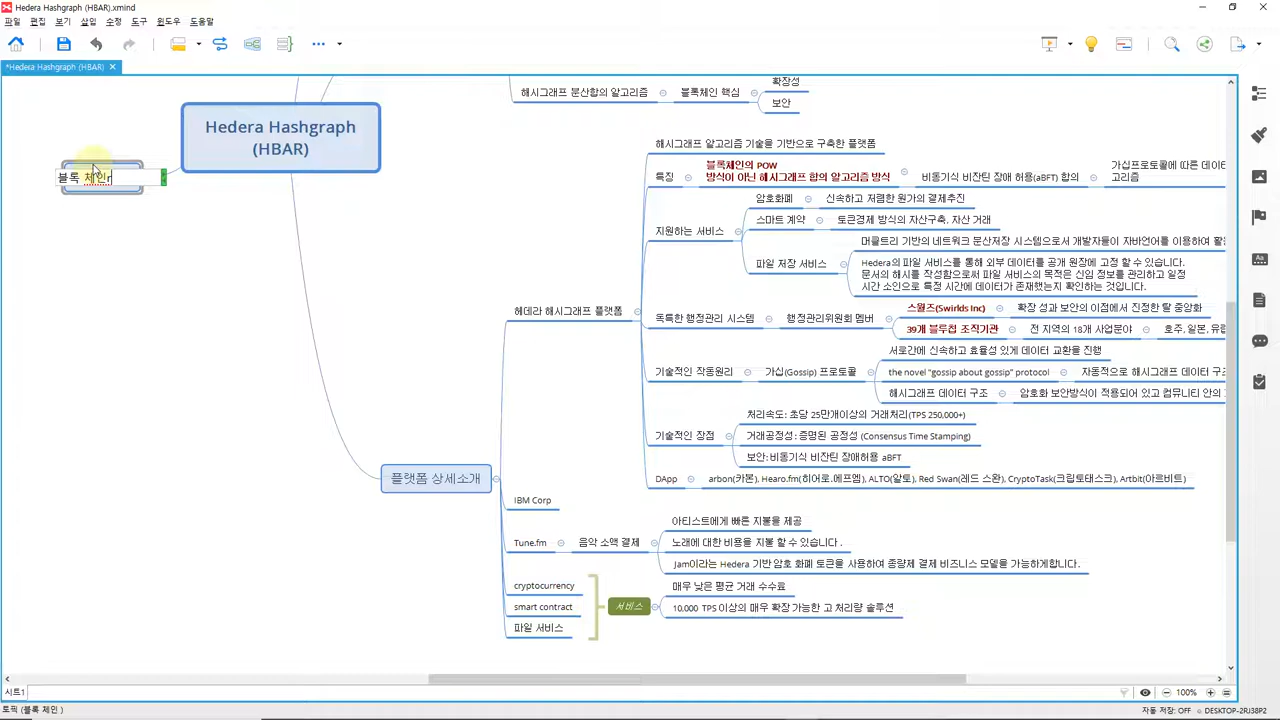 Hedera Hashgraph (HBAR).xmind
파일 편집 보기 삽입 수정 도구 윈도우 도움말
*Hedera Hashgraph (HBAR)
확장성
해시그래프 분산합의 알고리즘
블록체인 핵심
보안
Hedera Hashgraph
(HBAR)
블록 체인r
해시그래프 알고리즘 기술을 기반으로 구축한 플랫폼
특징
블록체인의 POW
방식이 아닌 해시그래프 합의 알고리즘 방식
비동기식 비잔틴 장애 허용(aBFT) 합의
가십프로토콜에 따른 데이터
고리즘
지원하는 서비스
암호화폐
신속하고 저렴한 원가의 결제추진
스마트 계약
토큰경제 방식의 자산구축, 자산 거래
파일 저장 서비스
머클트리 기반의 네트워크 분산저장 시스템으로서 개발자들이 자바언어를 이용하여 활
Hedera의 파일 서비스를 통해 외부 데이터를 공개 원장에 고정 할 수 있습니다.
문서의 해시를 작성함으로써 파일 서비스의 목적은 신임 정보를 관리하고 일정
시간 소인으로 특정 시간에 데이터가 존재했는지 확인하는 것입니다.
헤데라 해시그래프 플랫폼
독특한 행정관리 시스템
행정관리위원회 멤버
스월즈(Swirlds Inc)
확장 성과 보안의 이점에서 진정한 탈 중앙화
39개 블루칩 조직기관
전 지역의 18개 사업분야
호주, 일본, 유럽
기술적인 작동원리
가십(Gossip) 프로토콜
서로간에 신속하고 효율성 있게 데이터 교환을 진행
the novel "gossip about gossip" protocol
자동적으로 해시그래프 데이터 구조
해시그래프 데이터 구조
암호화 보안방식이 적용되어 있고 컴뮤니티 안의
기술적인 장점
처리속도: 초당 25만개이상의 거래처리(TPS 250,000+)
거래공정성: 증명된 공정성 (Consensus Time Stamping)
보안: 비동기식 비잔틴 장애허용 aBFT
DApp
arbon(카본), Hearo.fm(히어로.에프엠), ALTO(알토), Red Swan(레드 스완), CryptoTask(크립토태스크), Artbit(아르비트)
플랫폼 상세소개
IBM Corp
Tune.fm
음악 소액 결제
아티스트에게 빠른 지불을 제공
노래에 대한 비용을 지불 할 수 있습니다 .
Jam이라는 Hedera 기반 암호 화폐 토큰을 사용하여 종량제 결제 비즈니스 모델을 가능하게합니다.
cryptocurrency
smart contract
파일 서비스
서비스
매우 낮은 평균 거래 수수료
10,000 TPS 이상의 매우 확장 가능한 고 처리량 솔루션
시트1
100%
토픽 (블록 체인 )
자동 저장: OFF
DESKTOP-2RJ38P2